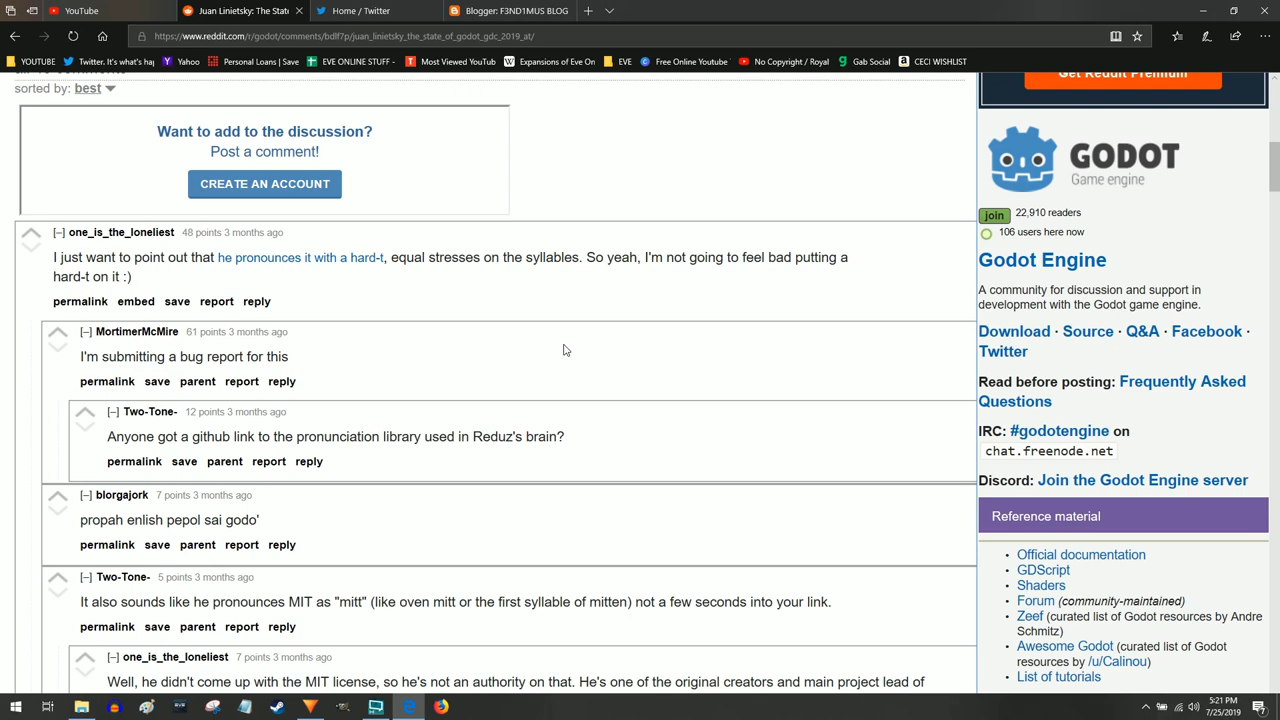 YouTube
Juan Linietsky: The State
Home / Twitter
Blogger: F3ND1MUS BLOG
https://www.reddit.com/r/godot/comments/bdlf7p/juan_linietsky_the_state_of_godot_gdc_2019_at/
YOUTUBE
Twitter. It's what's hap
Yahoo
Personal Loans | Save
EVE ONLINE STUFF -
Most Viewed YouTub
Expansions of Eve On
EVE
Free Online Youtube
No Copyright / Royal
Gab Social
CECI WISHLIST
sorted by: best
Want to add to the discussion?
Post a comment!
CREATE AN ACCOUNT
[–] one_is_the_loneliest 48 points 3 months ago
I just want to point out that he pronounces it with a hard-t, equal stresses on the syllables. So yeah, I'm not going to feel bad putting a
hard-t on it :)
permalink embed save report reply
[–] MortimerMcMire 61 points 3 months ago
I'm submitting a bug report for this
permalink save parent report reply
[–] Two-Tone- 12 points 3 months ago
Anyone got a github link to the pronunciation library used in Reduz's brain?
permalink save parent report reply
[–] blorgajork 7 points 3 months ago
propah enlish pepol sai godo'
permalink save parent report reply
[–] Two-Tone- 5 points 3 months ago
It also sounds like he pronounces MIT as "mitt" (like oven mitt or the first syllable of mitten) not a few seconds into your link.
permalink save parent report reply
[–] one_is_the_loneliest 7 points 3 months ago
Well, he didn't come up with the MIT license, so he's not an authority on that. He's one of the original creators and main project lead of
Get Reddit Premium
GODOT
Game engine
join 22,910 readers
106 users here now
Godot Engine
A community for discussion and support in
development with the Godot game engine.
Download · Source · Q&A · Facebook ·
Twitter
Read before posting: Frequently Asked
Questions
IRC: #godotengine on
chat.freenode.net
Discord: Join the Godot Engine server
Reference material
• Official documentation
• GDScript
• Shaders
• Forum (community-maintained)
• Zeef (curated list of Godot resources by Andre
Schmitz)
• Awesome Godot (curated list of Godot
resources by /u/Calinou)
• List of tutorials
5:21 PM
7/25/2019